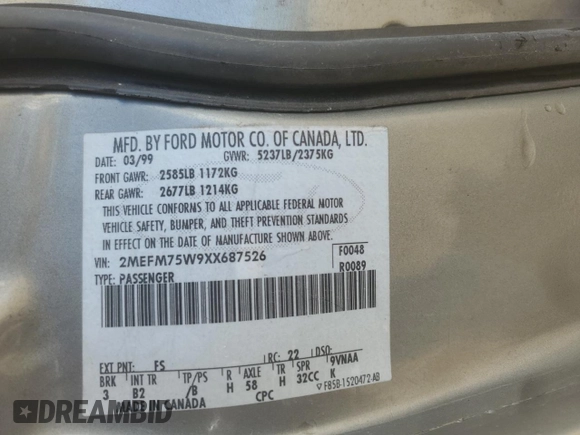 MFD. BY FORD MOTOR CO. OF CANADA, LTD.
DATE: 03/99 GVWR: 5237LB/2375KG
FRONT GAWR: 2585LB 1172KG
REAR GAWR: 2677LB 1214KG
THIS VEHICLE CONFORMS TO ALL APPLICABLE FEDERAL MOTOR
VEHICLE SAFETY, BUMPER, AND THEFT PREVENTION STANDARDS
IN EFFECT ON THE DATE OF MANUFACTURE SHOWN ABOVE.
VIN: 2MEFM75W9XX687526 F0048
TYPE: PASSENGER R0089
EXT PNT: FS RC: 22 DSO:
BRK INT TR TP/PS R AXLE TR SPR 9VNAA
3 B2 /B H 58 H 32CC K
MADE IN CANADA CPC F85B-1520472-AB
AUTOBIDMASTER